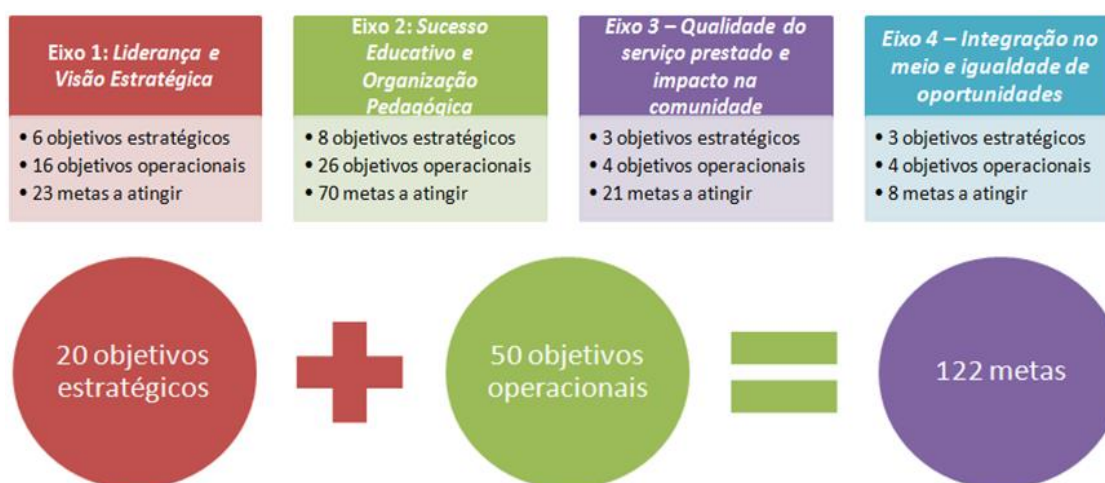 Eixo 1: Liderança e
Visão Estratégica
• 6 objetivos estratégicos
• 16 objetivos operacionais
• 23 metas a atingir
Eixo 2: Sucesso
Educativo e
Organização
Pedagógica
• 8 objetivos estratégicos
• 26 objetivos operacionais
• 70 metas a atingir
Eixo 3 – Qualidade do
serviço prestado e
impacto na
comunidade
• 3 objetivos estratégicos
• 4 objetivos operacionais
• 21 metas a atingir
Eixo 4 – Integração no
meio e igualdade de
oportunidades
• 3 objetivos estratégicos
• 4 objetivos operacionais
• 8 metas a atingir
20 objetivos
estratégicos
50 objetivos
operacionais
122 metas